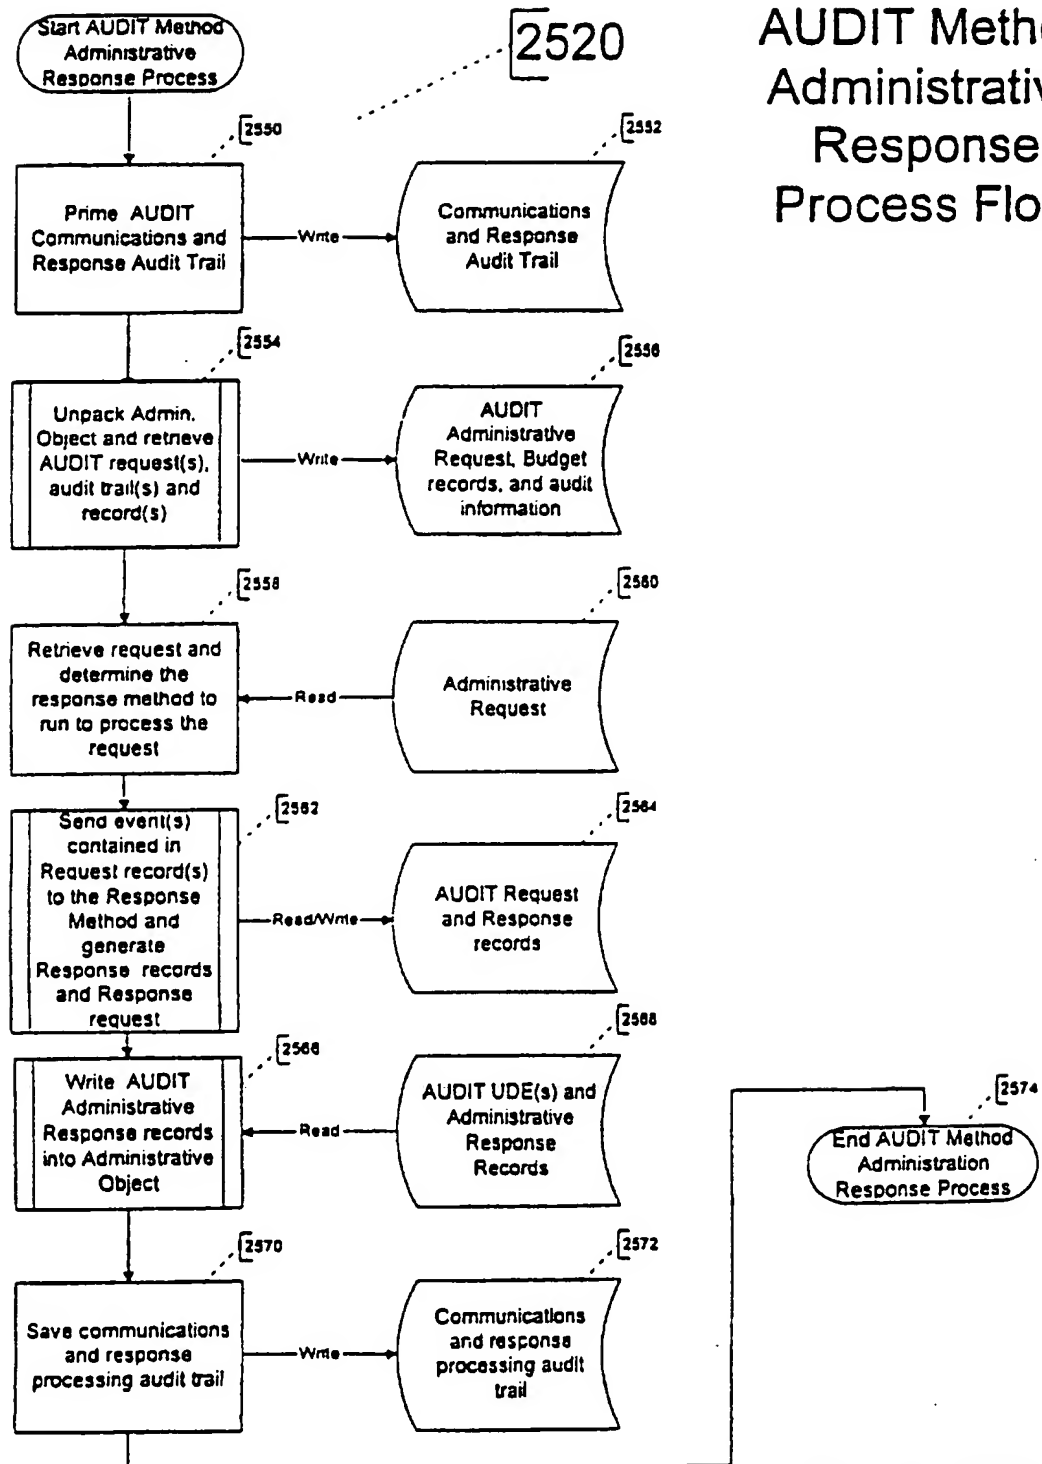 Start AUDIT Method
Administrative
Response Process
2520
AUDIT Meth
Administrativ
Response
Process Flo
2550
Prime AUDIT
Communications and
Response Audit Trail
Write
2552
Communications
and Response
Audit Trail
2554
Unpack Admin.
Object and retrieve
AUDIT request(s),
audit trail(s) and
record(s)
Write
2556
AUDIT
Administrative
Request, Budget
records, and audit
information
2558
Retrieve request and
determine the
response method to
run to process the
request
Read
2560
Administrative
Request
2562
Send event(s)
contained in
Request record(s)
to the Response
Method and
generate
Response records
and Response
request
Read/Write
2564
AUDIT Request
and Response
records
2566
Write AUDIT
Administrative
Response records
into Administrative
Object
Read
2568
AUDIT UDE(s) and
Administrative
Response
Records
2570
Save communications
and response
processing audit trail
Write
2572
Communications
and response
processing audit
trail
2574
End AUDIT Method
Administration
Response Process